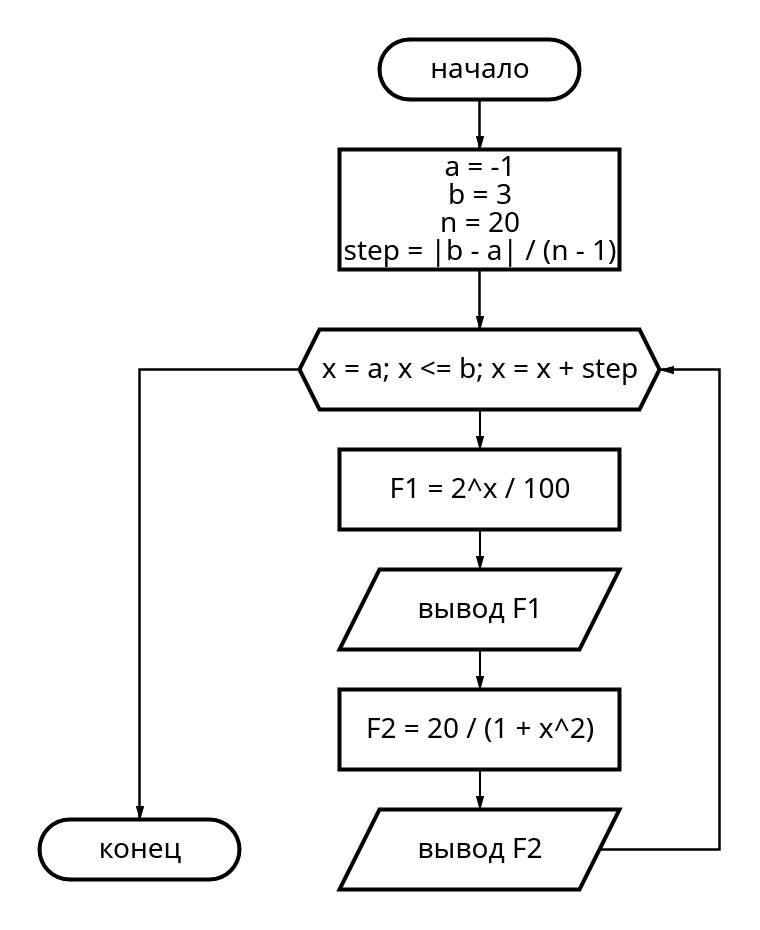 начало
a = -1
b = 3
n = 20
step = |b - a| / (n - 1)
x = a; x <= b; x = x + step
F1 = 2^x / 100
вывод F1
F2 = 20 / (1 + x^2)
вывод F2
конец